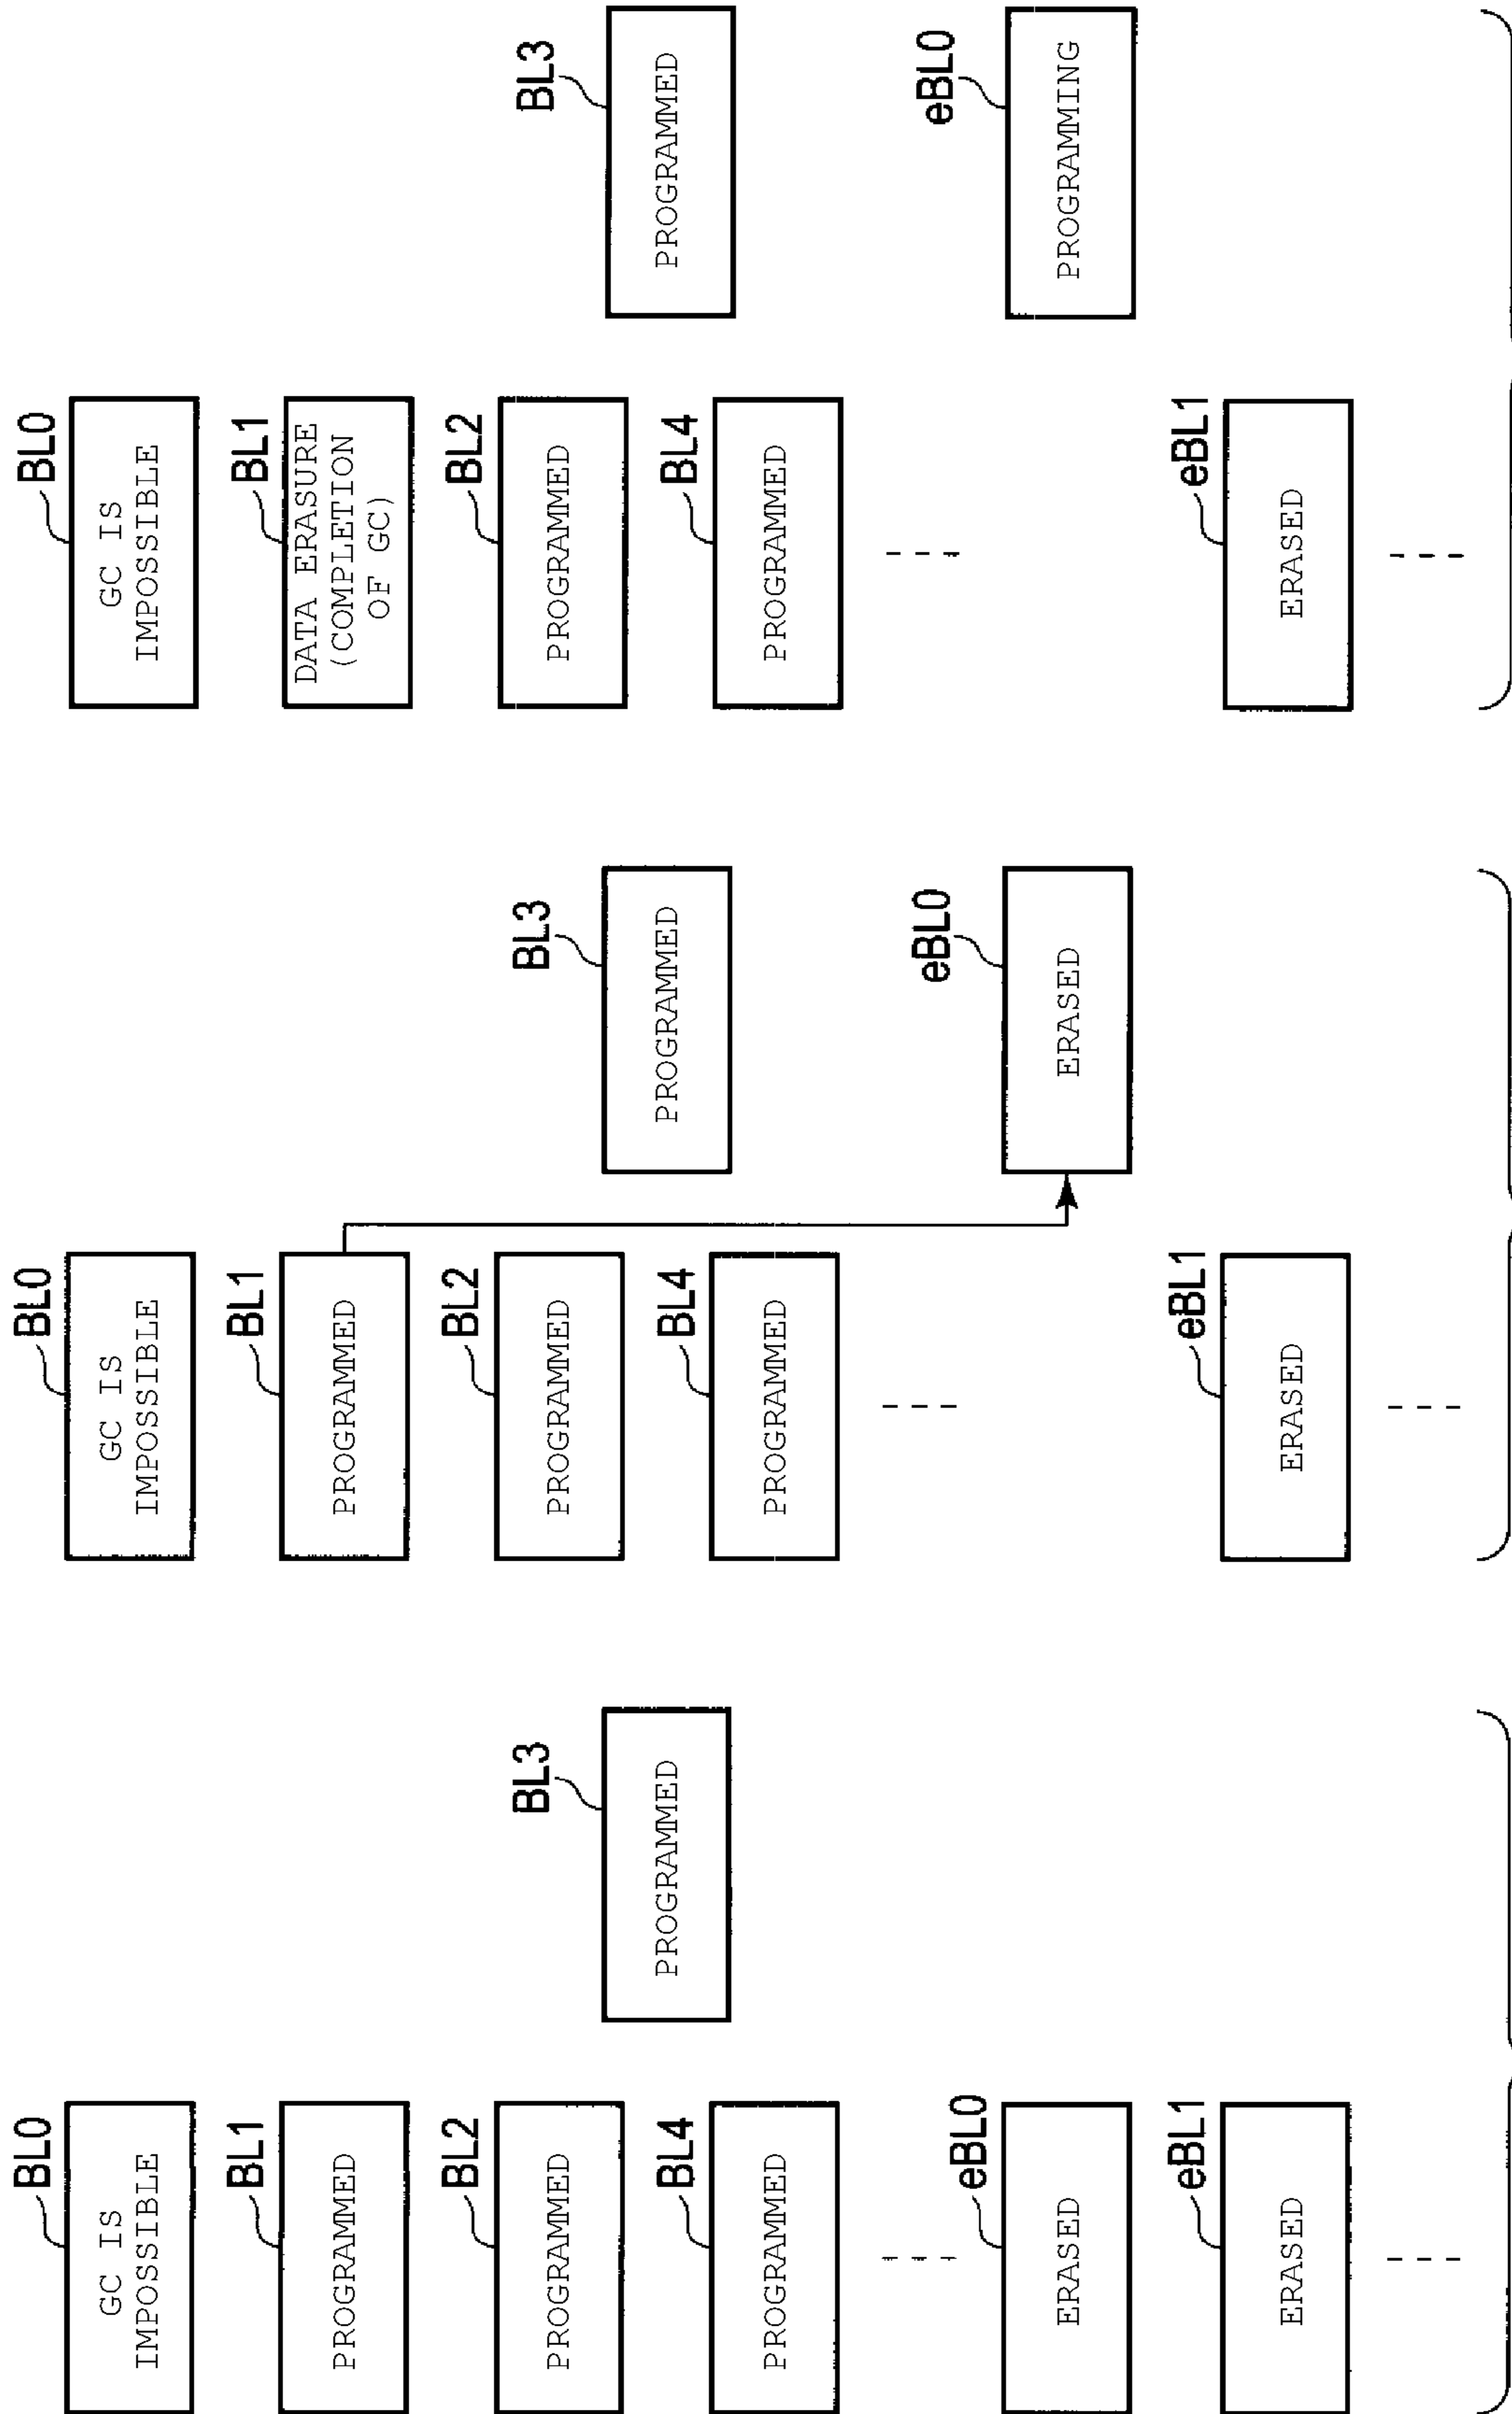 BL0
GC IS
IMPOSSIBLE
BL1
PROGRAMMED
BL2
PROGRAMMED
BL3
PROGRAMMED
BL4
PROGRAMMED
eBL0
ERASED
eBL1
ERASED
BL0
GC IS
IMPOSSIBLE
BL1
PROGRAMMED
BL2
PROGRAMMED
BL3
PROGRAMMED
BL4
PROGRAMMED
eBL0
ERASED
eBL1
ERASED
BL0
GC IS
IMPOSSIBLE
BL1
DATA ERASURE
(COMPLETION
OF GC)
BL2
PROGRAMMED
BL3
PROGRAMMED
BL4
PROGRAMMED
eBL0
PROGRAMMING
eBL1
ERASED